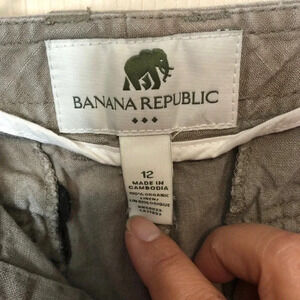 BANANA REPUBLIC
12
MADE IN
CAMBODIA
100% ORGANIC
LINEN/